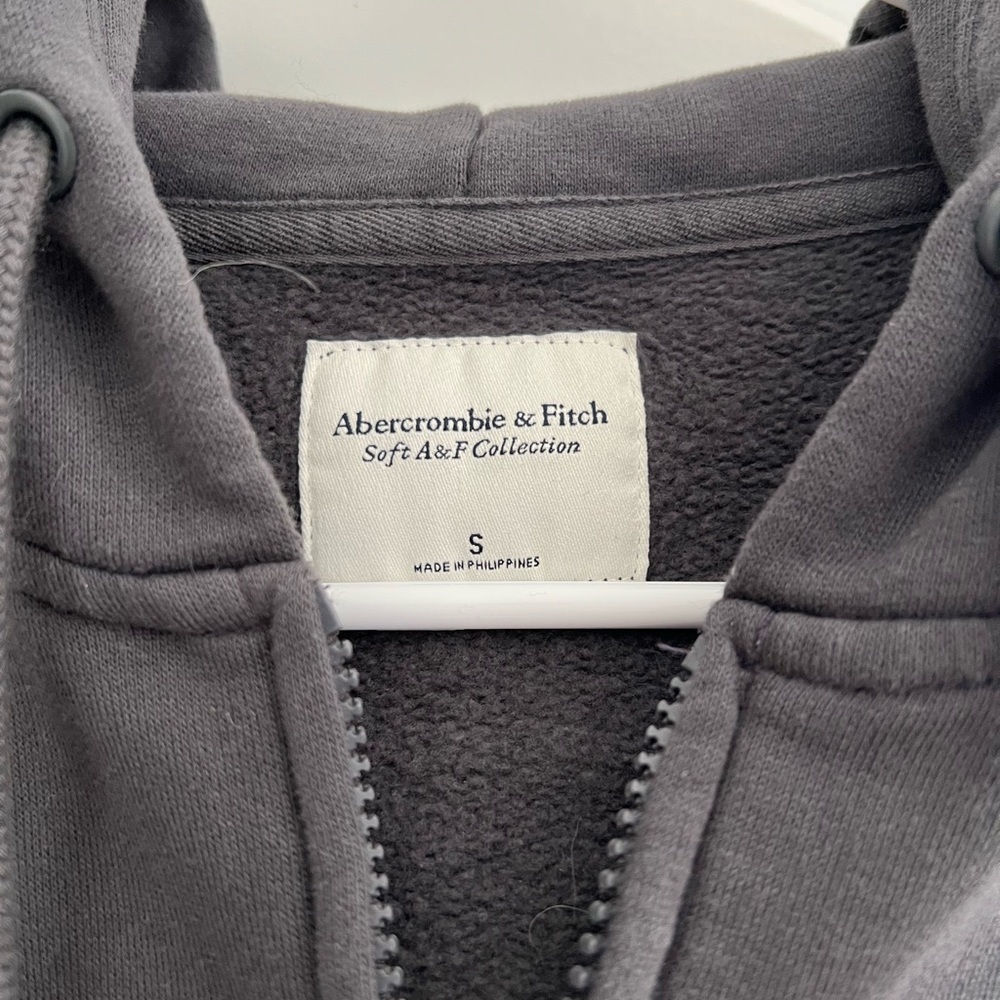 Abercrombie & Fitch
Soft A&F Collection
S
MADE IN PHILIPPINES